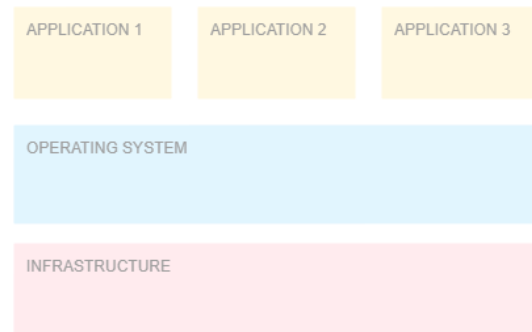 APPLICATION 1
APPLICATION 2
APPLICATION 3
OPERATING SYSTEM
INFRASTRUCTURE